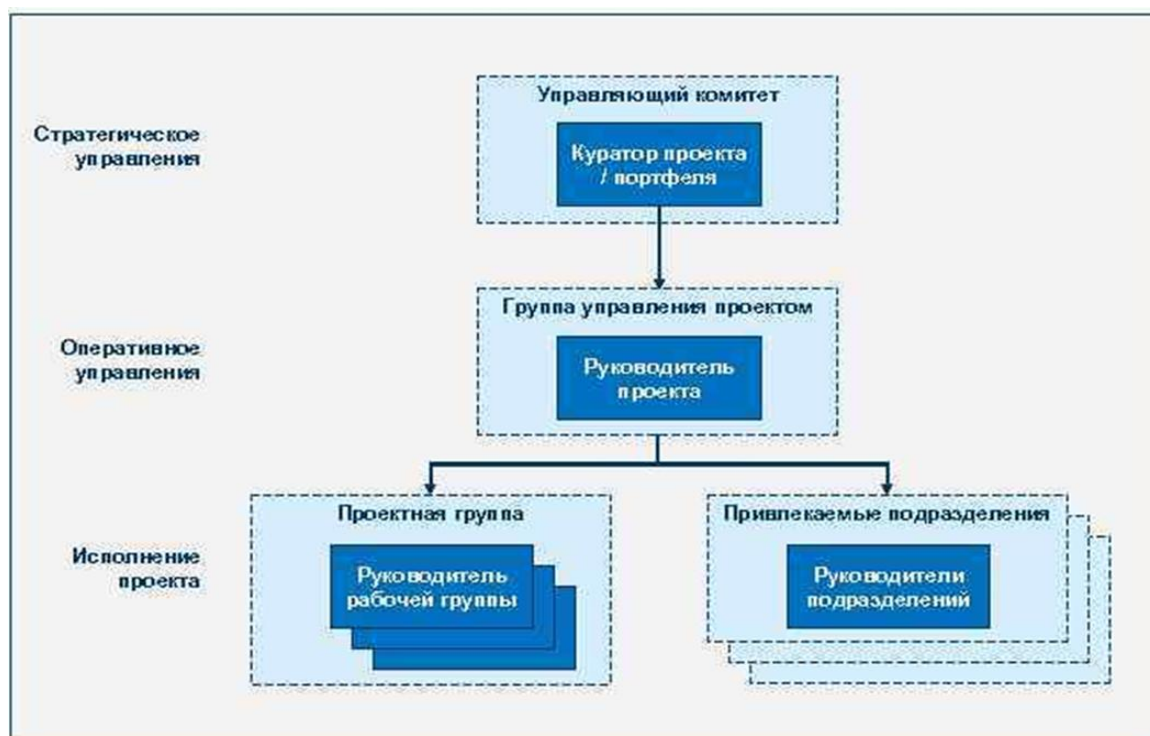 Управляющий комитет
Стратегическое
управления
Куратор проекта
/ портфеля
Группа управления проектом
Оперативное
управления
Руководитель
проекта
Проектная группа
Привлекаемые подразделения
Исполнение
проекта
Руководитель
рабочей группы
Руководители
подразделений